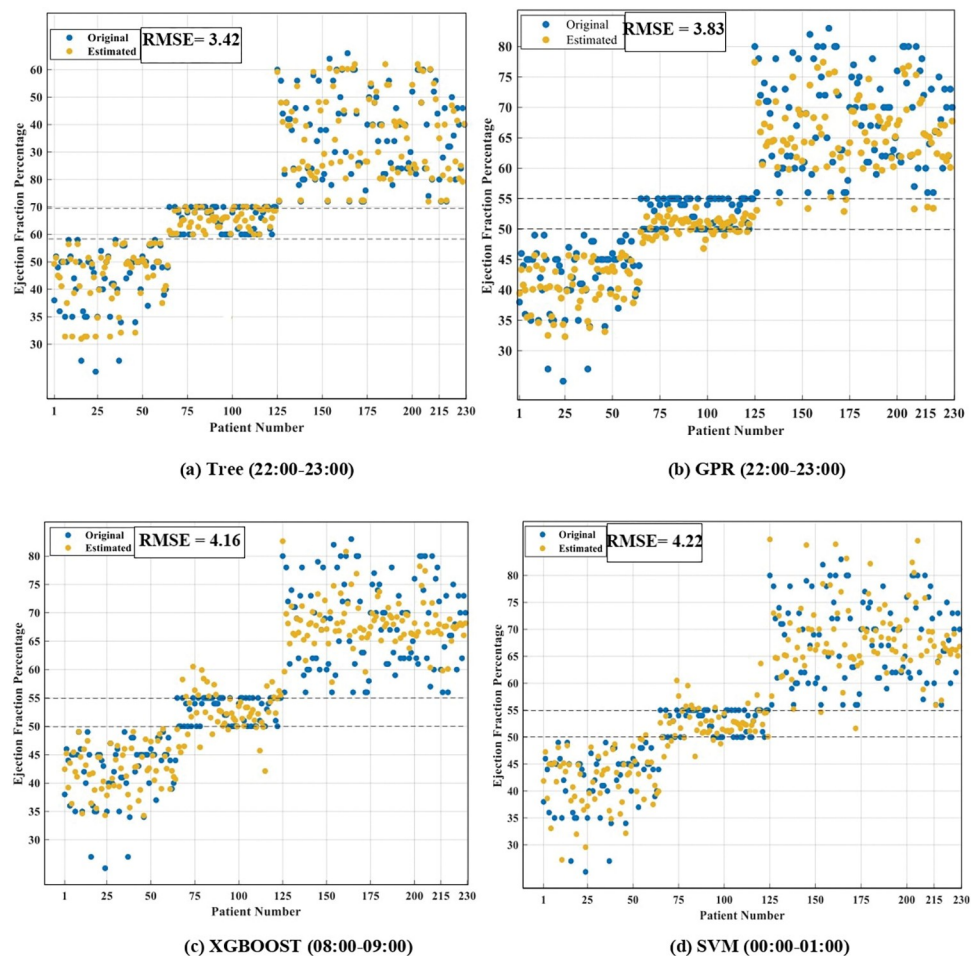 Original
Estimated
RMSE= 3.42
Ejection Fraction Percentage
60
50
40
30
80
70
60
50
40
35
30
1 25 50 75 100 125 150 175 200 215 230
Patient Number
(a) Tree (22:00-23:00)
Original
Estimated
RMSE = 3.83
Ejection Fraction Percentage
80
75
70
65
60
55
50
45
40
35
30
1 25 50 75 100 125 150 175 200 215 230
Patient Number
(b) GPR (22:00-23:00)
Original
Estimated
RMSE = 4.16
Ejection Fraction Percentage
80
75
70
65
60
55
50
45
40
35
30
1 25 50 75 100 125 150 175 200 215 230
Patient Number
(c) XGBOOST (08:00-09:00)
Original
Estimated
RMSE= 4.22
Ejection Fraction Percentage
80
75
70
65
60
55
50
45
40
35
30
1 25 50 75 100 125 150 175 200 215 230
Patient Number
(d) SVM (00:00-01:00)